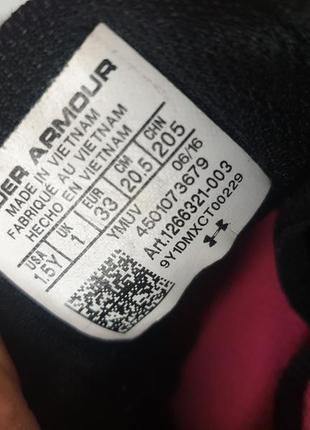 ARMOUR
MADE IN VIETNAM
FABRIQUÉ AU VIETNAM
HECHO EN VIETNAM
USA UK EUR CM CHN
1.5Y 1 33 20.5 205
YMUV 06/16
4501073679
Art.1266321-003
9Y1DMXCT00229